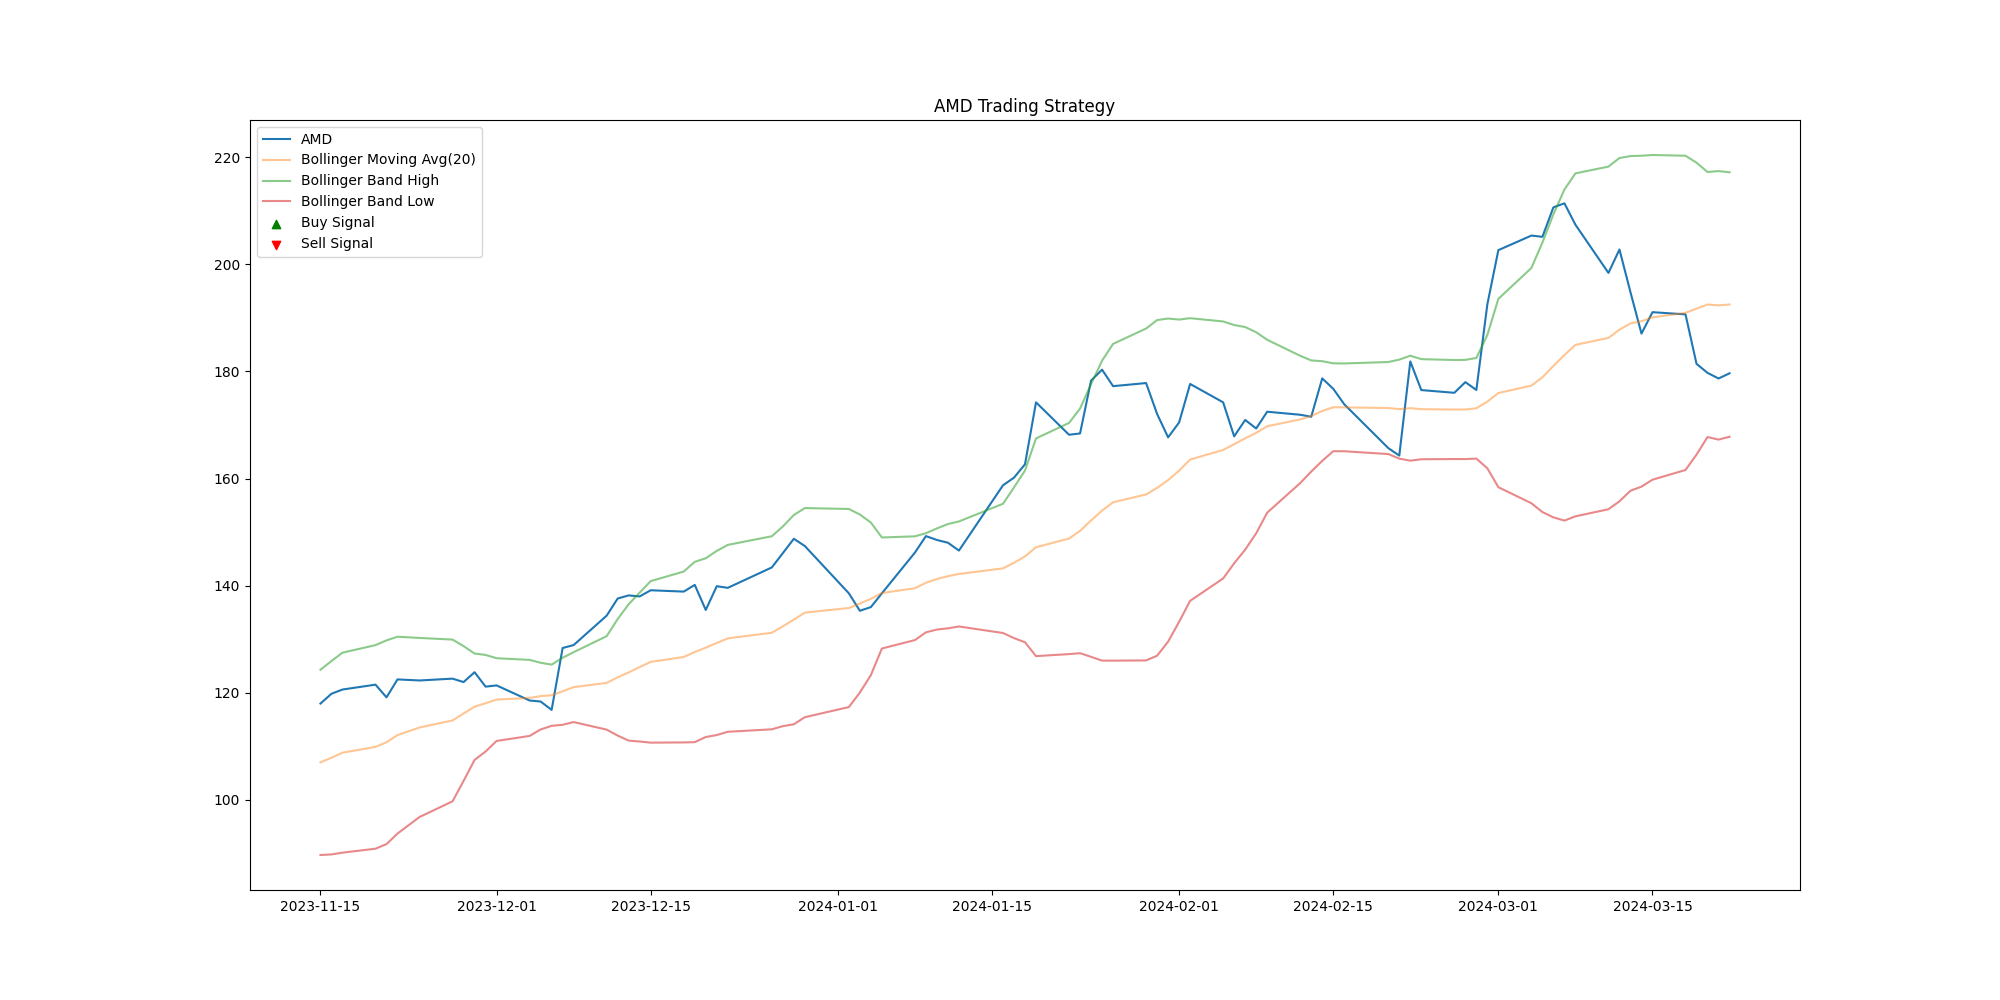 AMD Trading Strategy
AMD
Bollinger Moving Avg(20)
Bollinger Band High
Bollinger Band Low
Buy Signal
Sell Signal
220
200
180
160
140
120
100
2023-11-15
2023-12-01
2023-12-15
2024-01-01
2024-01-15
2024-02-01
2024-02-15
2024-03-01
2024-03-15